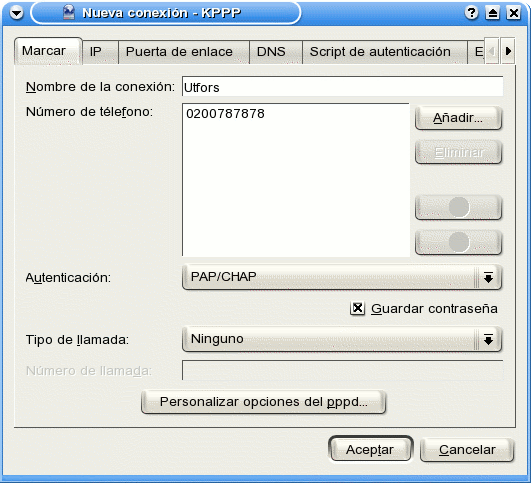 Nueva conexión - KPPP
Marcar IP Puerta de enlace DNS Script de autenticación E
Nombre de la conexión: Utfors
Número de télefono: 0200787878
Añadir...
Eliminar
Autenticación: PAP/CHAP
Guardar contraseña
Tipo de llamada: Ninguno
Número de llamada:
Personalizar opciones del pppd...
Aceptar Cancelar